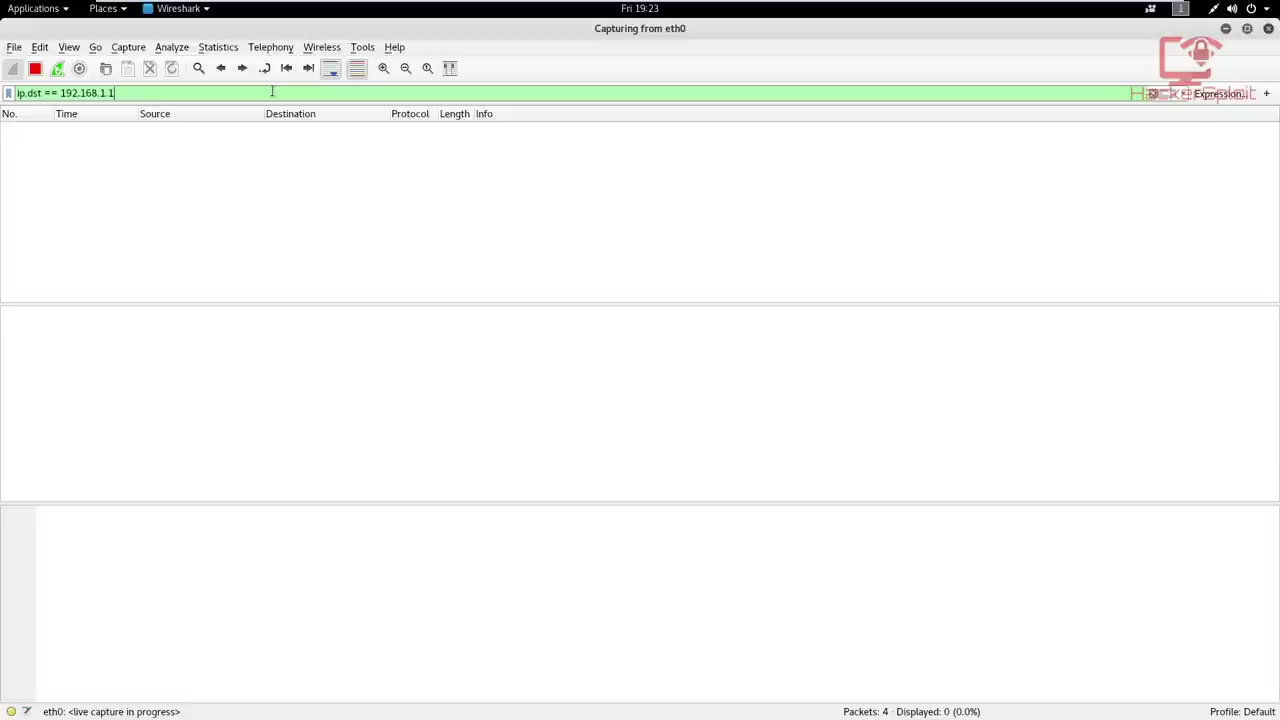 Applications Places Wireshark Fri 19:23 1
Capturing from eth0
File Edit View Go Capture Analyze Statistics Telephony Wireless Tools Help
ip.dst == 192.168.1.1 Expression... +
HackerSploit
No. Time Source Destination Protocol Length Info
eth0: <live capture in progress> Packets: 4 · Displayed: 0 (0.0%) Profile: Default